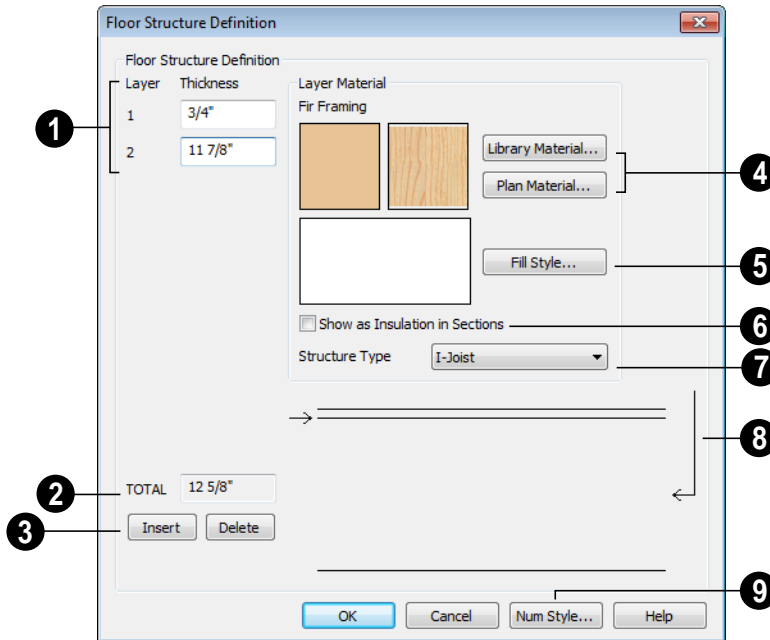 Floor Structure Definition
Floor Structure Definition
Layer Thickness
1 3/4"
2 11 7/8"
1
Layer Material
Fir Framing
Library Material...
Plan Material...
4
Fill Style...
5
Show as Insulation in Sections
6
Structure Type I-Joist
7
8
2
TOTAL 12 5/8"
3
Insert Delete
9
OK Cancel Num Style... Help